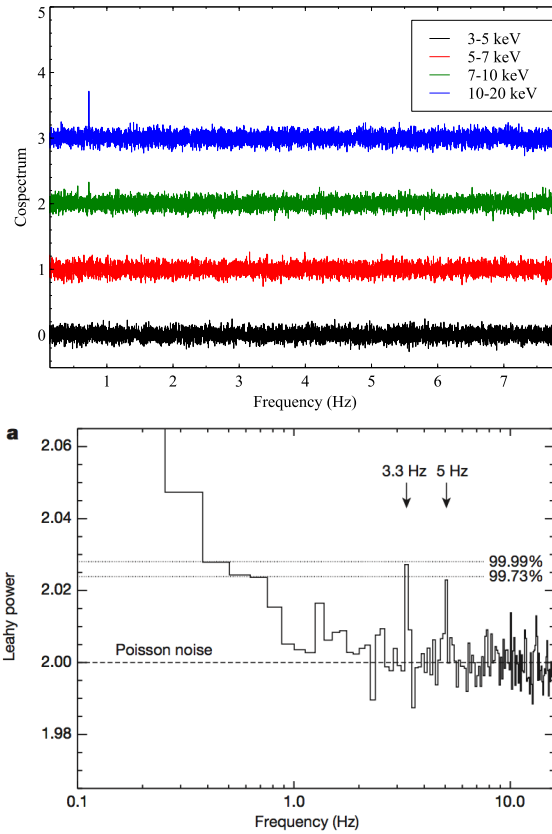 5
4
3
2
1
0
Cospectrum
3-5 keV
5-7 keV
7-10 keV
10-20 keV
1 2 3 4 5 6 7
Frequency (Hz)
a
2.06
2.04
2.02
2.00
1.98
Leahy power
3.3 Hz 5 Hz
99.99%
99.73%
Poisson noise
0.1 1.0 10.0
Frequency (Hz)